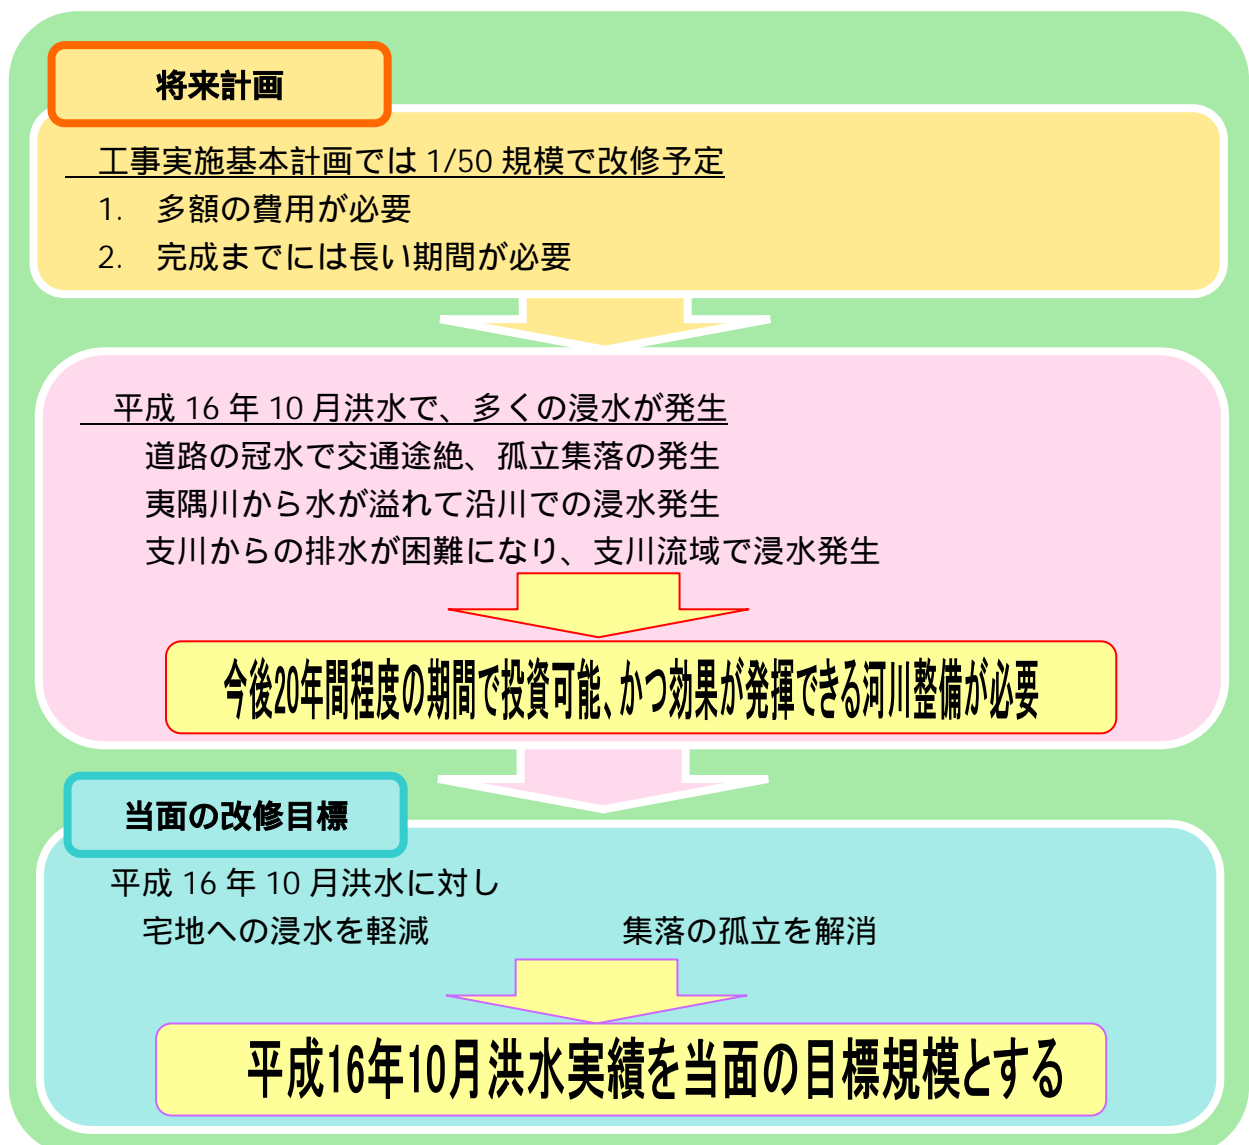 将来計画
工事実施基本計画では 1/50 規模で改修予定
1. 多額の費用が必要
2. 完成までには長い期間が必要
平成 16 年 10 月洪水で、多くの浸水が発生
道路の冠水で交通途絶、孤立集落の発生
夷隅川から水が溢れて沿川での浸水発生
支川からの排水が困難になり、支川流域で浸水発生
今後20年間程度の期間で投資可能、かつ効果が発揮できる河川整備が必要
当面の改修目標
平成 16 年 10 月洪水に対し
宅地への浸水を軽減 集落の孤立を解消
平成16年10月洪水実績を当面の目標規模とする